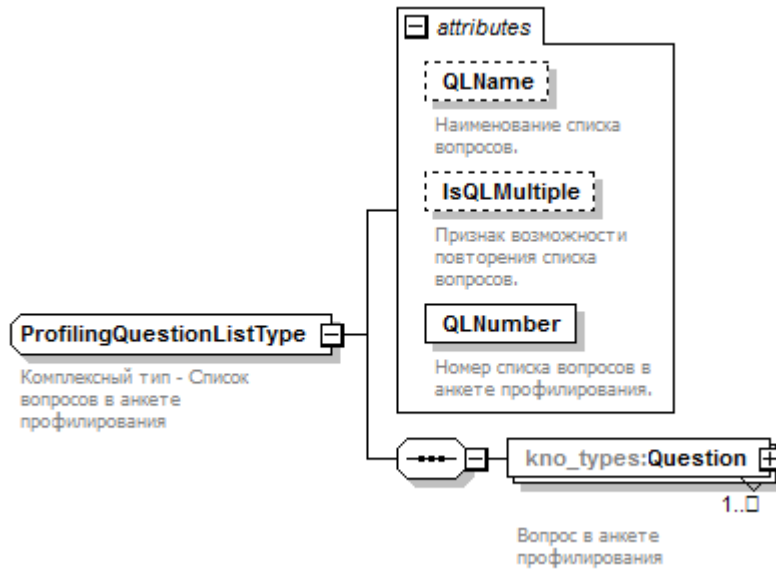 attributes
QLName
Наименование списка
вопросов.
IsQLMultiple
Признак возможности
повторения списка
вопросов.
QLNumber
Номер списка вопросов в
анкете профилирования.
ProfilingQuestionListType
Комплексный тип - Список
вопросов в анкете
профилирования
kno_types:Question
1..□
Вопрос в анкете
профилирования